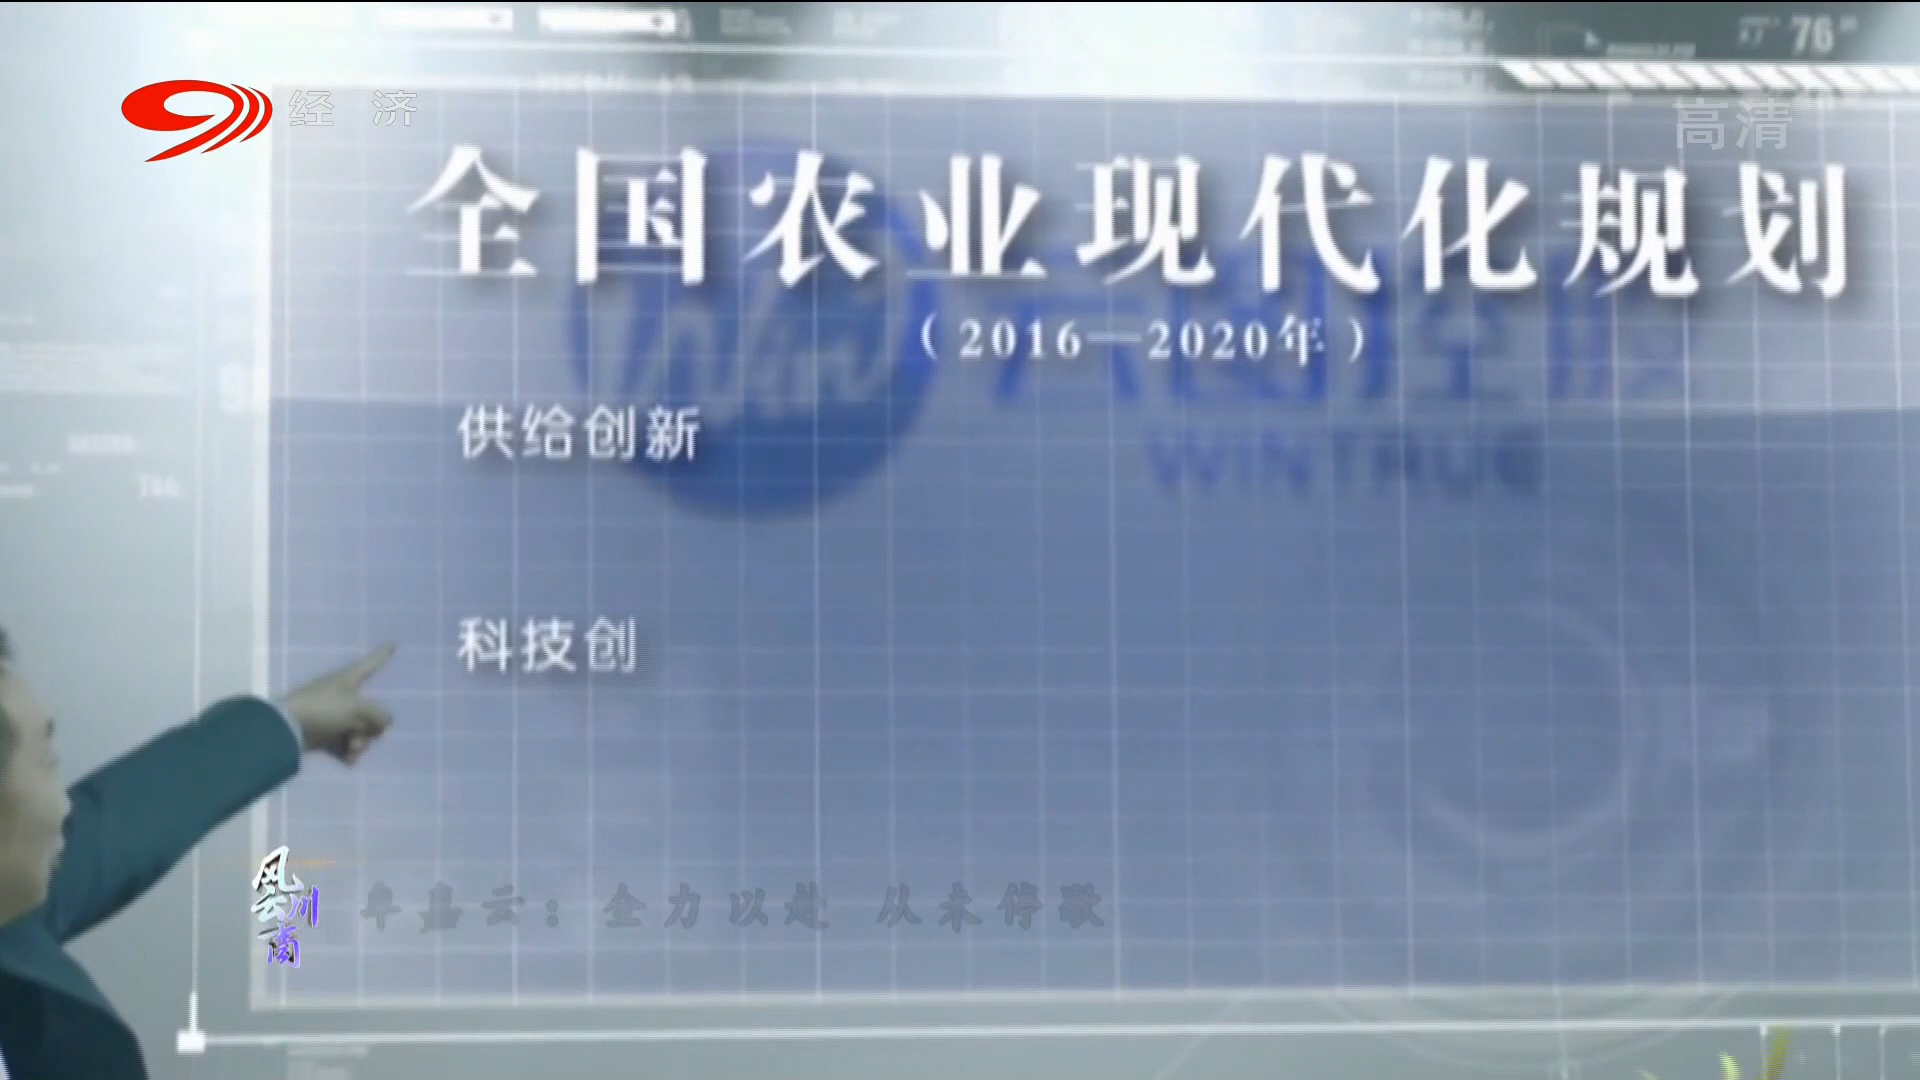 经 济
高清
76
全国农业现代化规划
（2016—2020年）
供给创新
WINTRUE
科技创
风云川商
牟嘉云：全力以赴 从未停歇